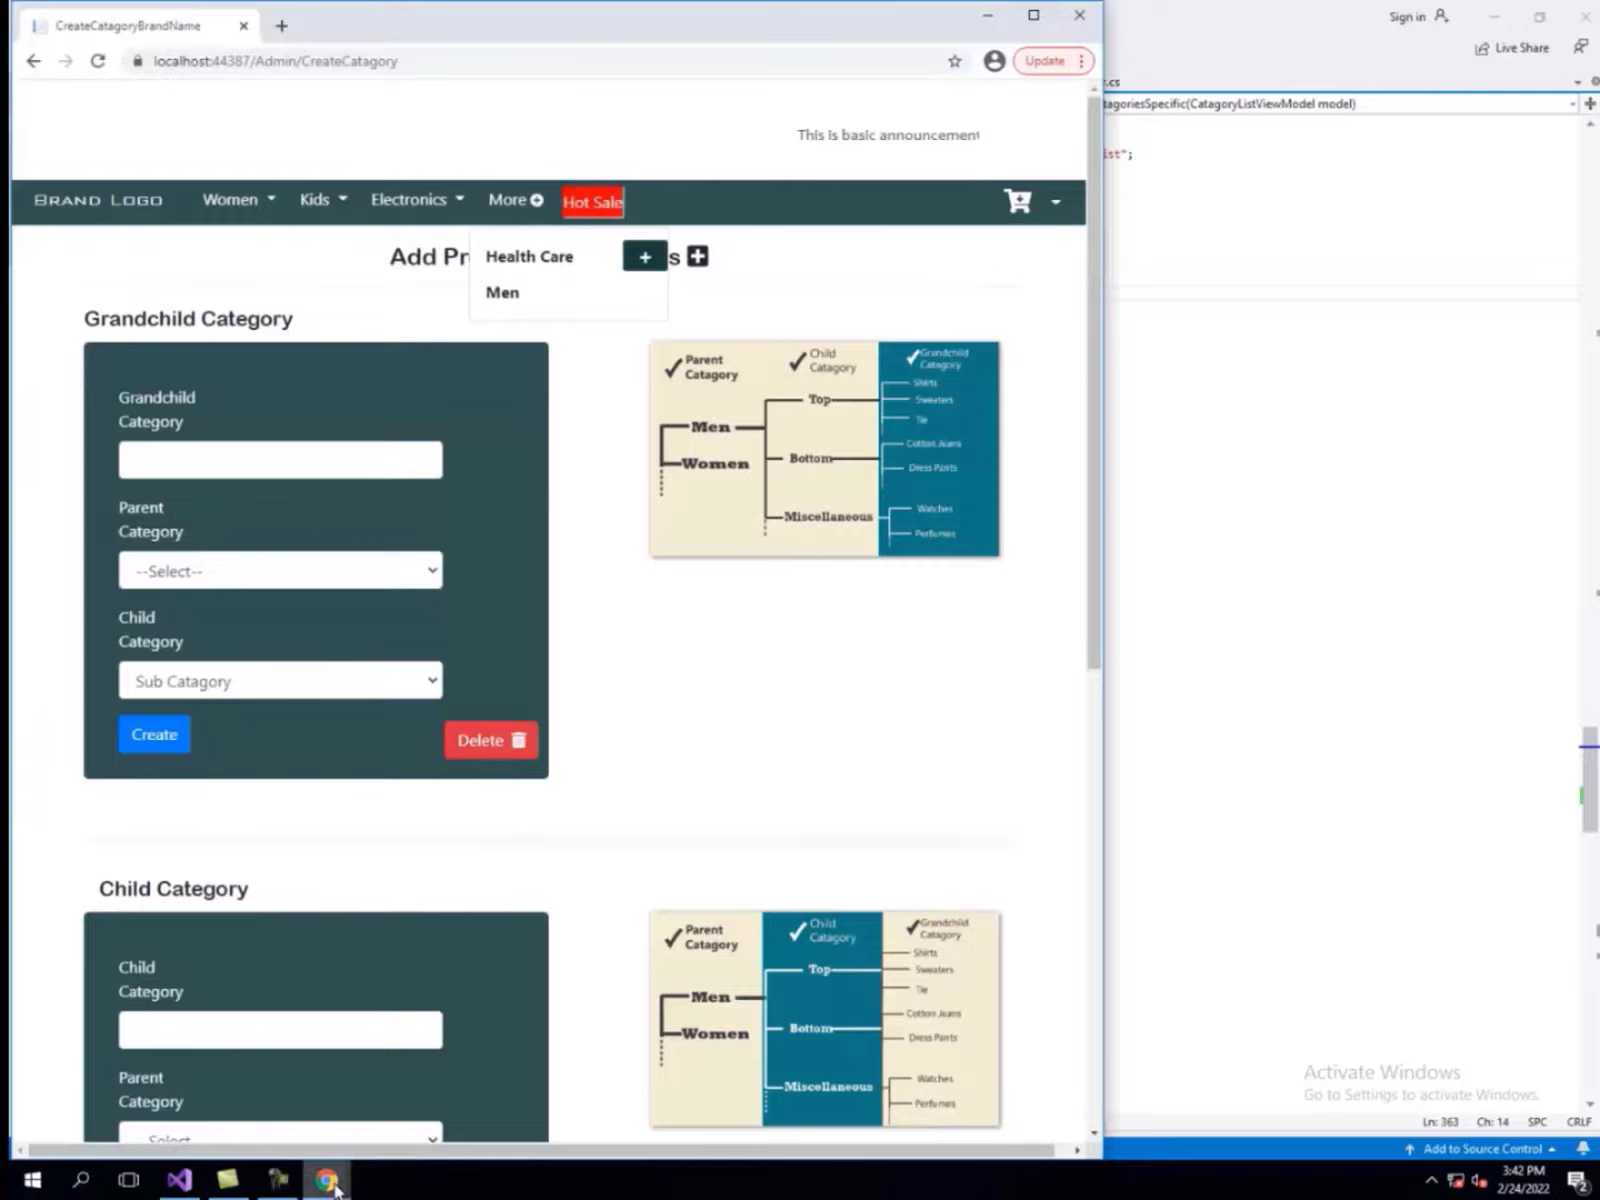 CreateCatagoryBrandName
Sign in
Live Share
localhost:44387/Admin/CreateCatagory
Update
.cs
tagoriesSpecific(CatagoryListViewModel model)
This is basic announcement
ist";
BRAND LOGO
Women
Kids
Electronics
More
Hot Sale
Add Pr
s
Health Care
+
Men
Grandchild Category
Grandchild
Category
Parent
Category
--Select--
Child
Category
Sub Catagory
Create
Delete
Parent
Catagory
Child
Catagory
Grandchild
Catagory
Men
Women
Top
Bottom
Miscellaneous
Shirts
Sweaters
Tie
Cotton Jeans
Dress Pants
Watches
Perfumes
Child Category
Child
Category
Parent
Category
--Select--
Parent
Catagory
Child
Catagory
Grandchild
Catagory
Men
Women
Top
Bottom
Miscellaneous
Shirts
Sweaters
Tie
Cotton Jeans
Dress Pants
Watches
Perfumes
Activate Windows
Go to Settings to activate Windows.
Ln: 363 Ch: 14 SPC CRLF
Add to Source Control
3:42 PM
2/24/2022
2